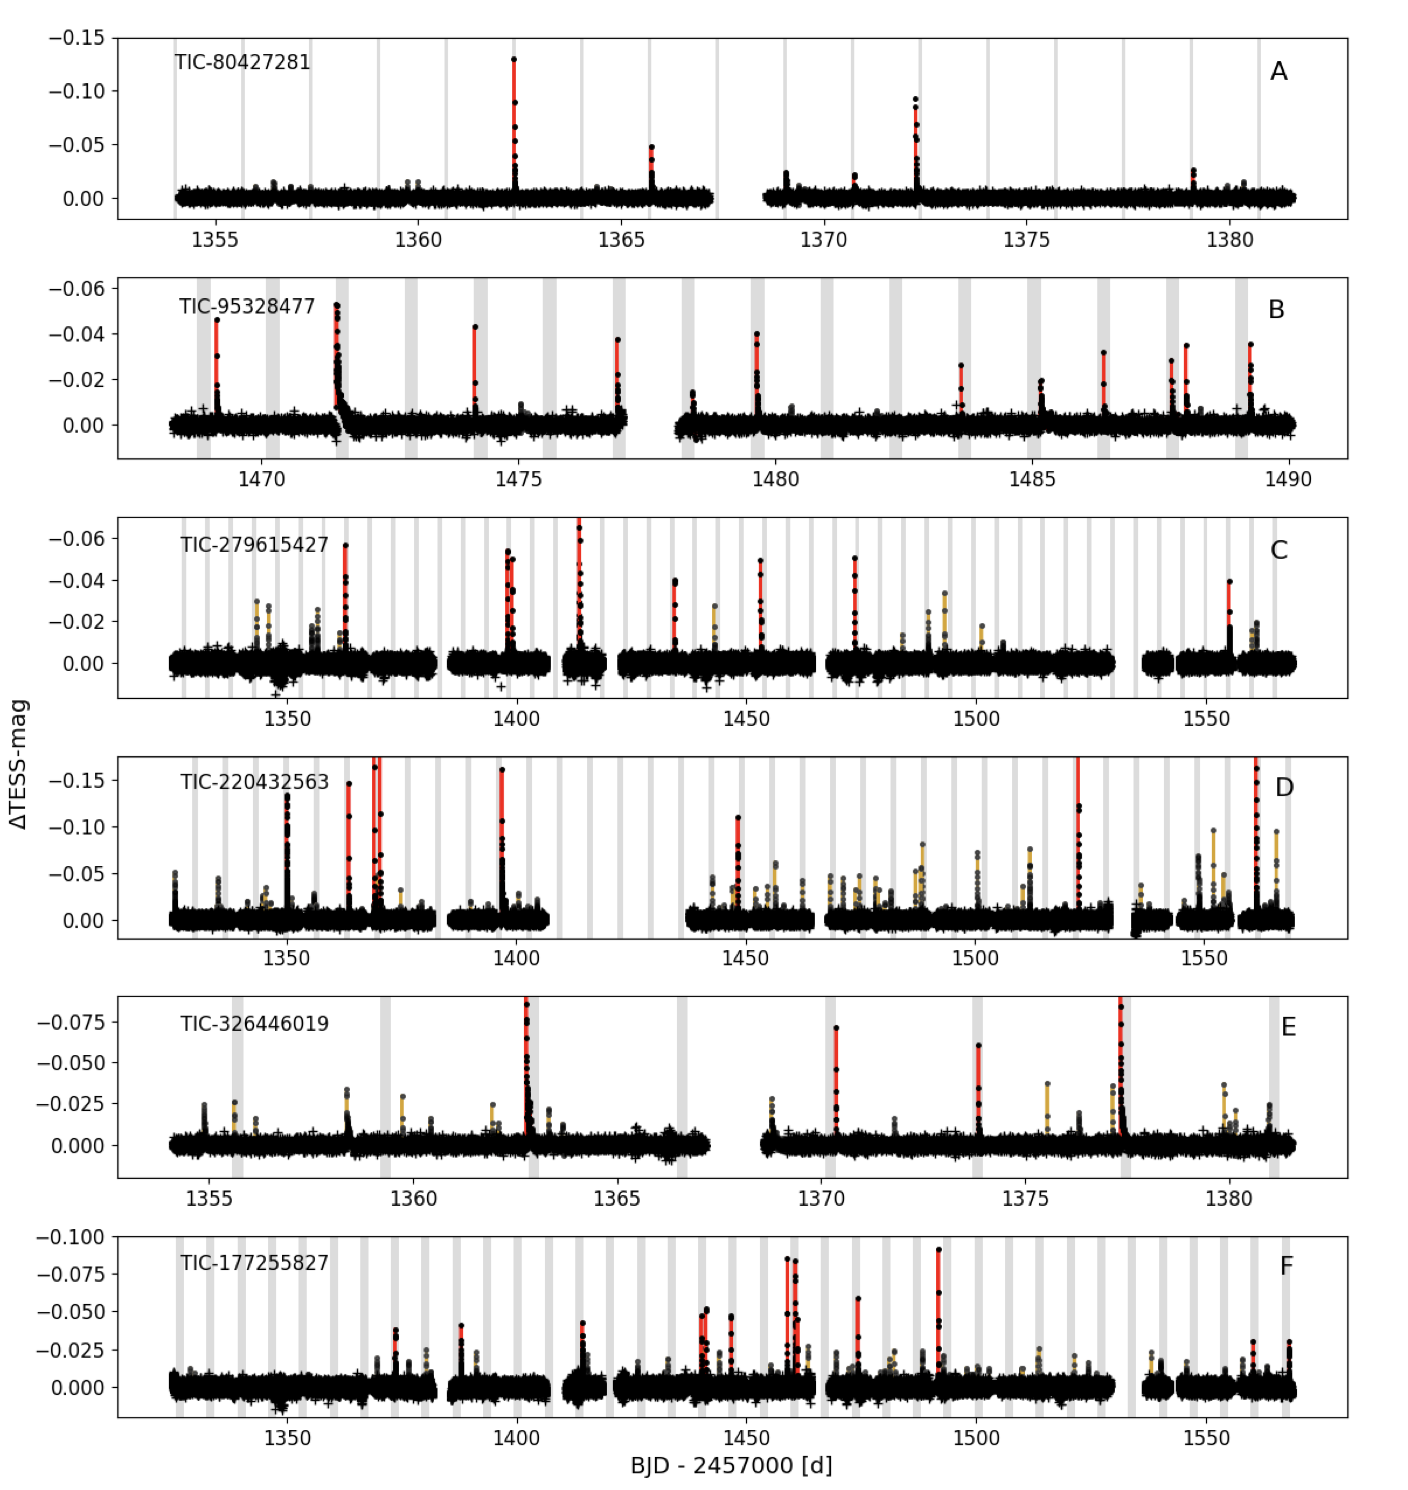 −0.15
−0.10
−0.05
0.00
TIC-80427281
A
1355 1360 1365 1370 1375 1380
−0.06
−0.04
−0.02
0.00
TIC-95328477
B
1470 1475 1480 1485 1490
−0.06
−0.04
−0.02
0.00
TIC-279615427
C
1350 1400 1450 1500 1550
ΔTESS-mag
−0.15
−0.10
−0.05
0.00
TIC-220432563
D
1350 1400 1450 1500 1550
−0.075
−0.050
−0.025
0.000
TIC-326446019
E
1355 1360 1365 1370 1375 1380
−0.100
−0.075
−0.050
−0.025
0.000
TIC-177255827
F
1350 1400 1450 1500 1550
BJD - 2457000 [d]